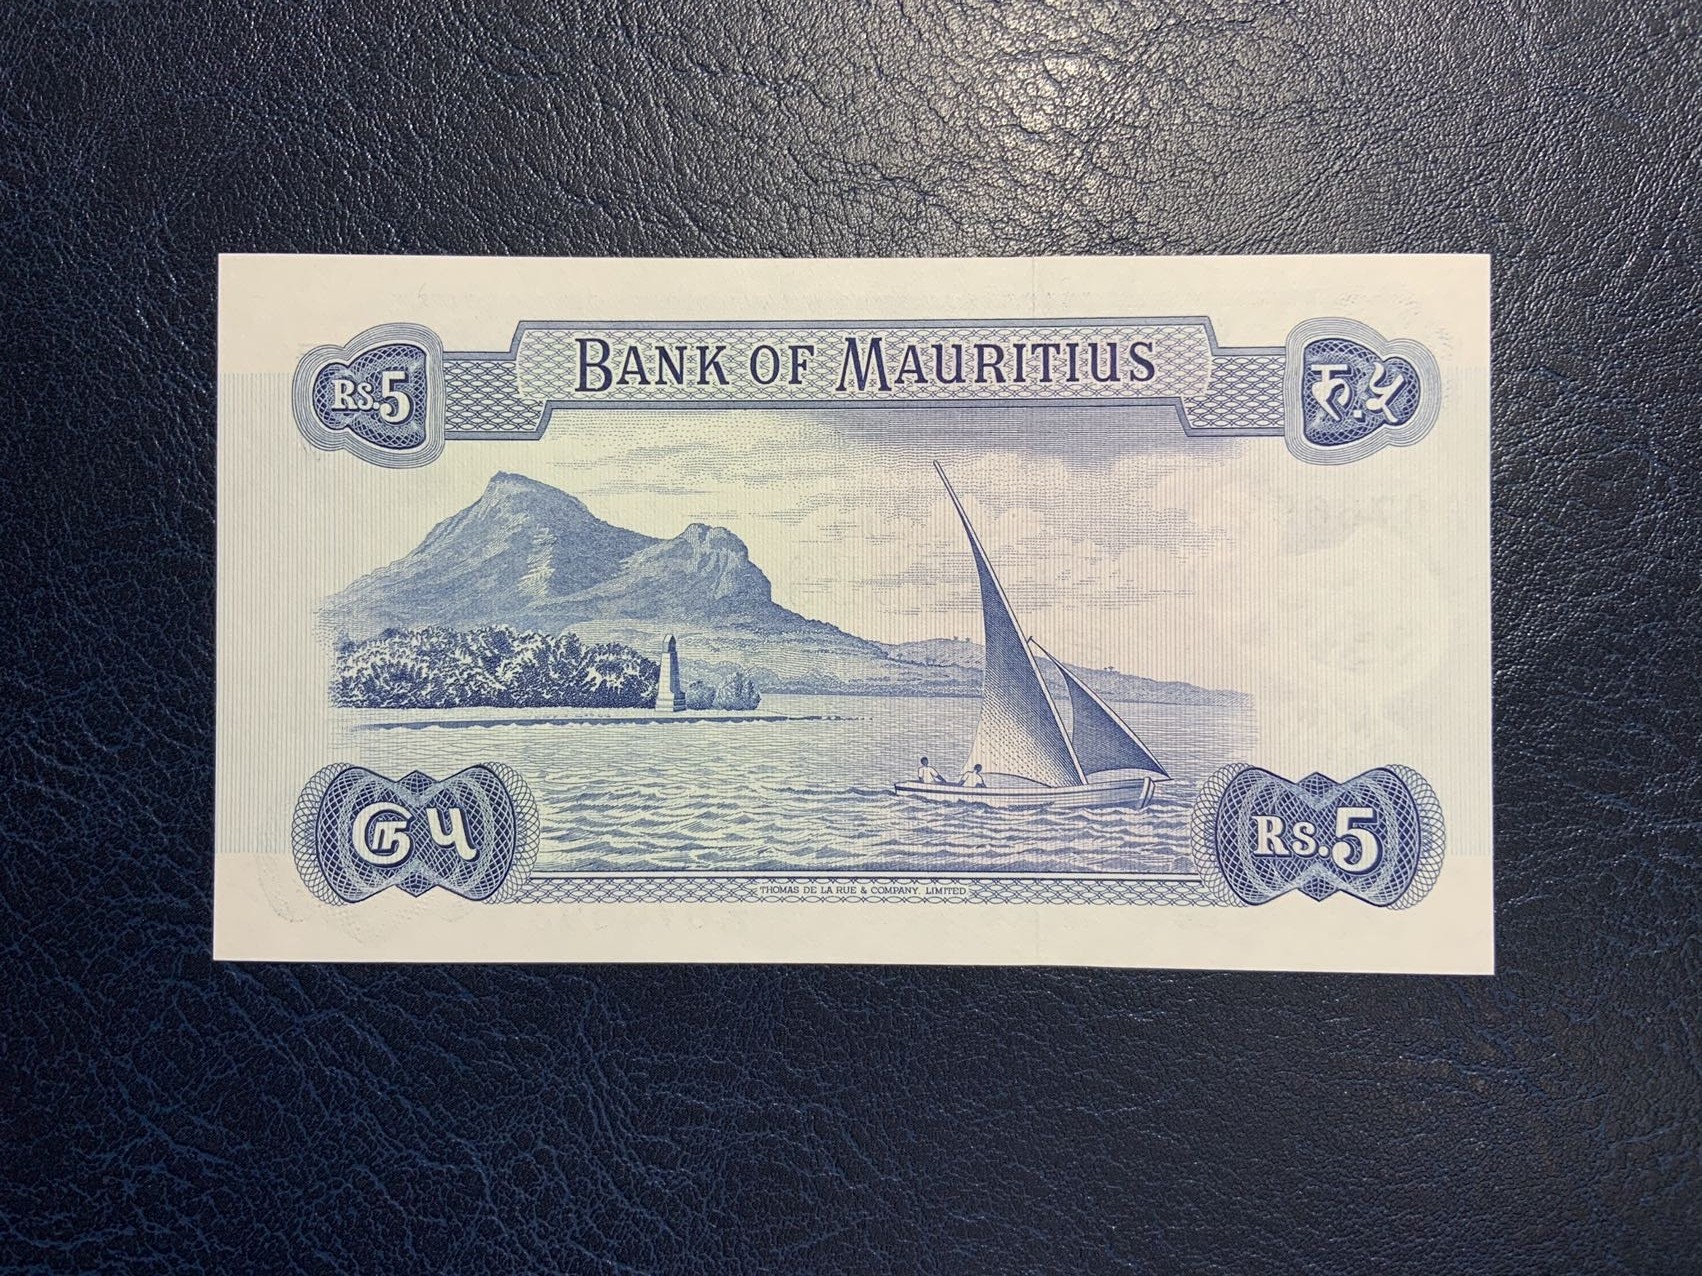 BANK OF MAURITIUS
Rs.5
रु.५
ரூ ५
Rs.5
THOMAS DE LA RUE & COMPANY, LIMITED